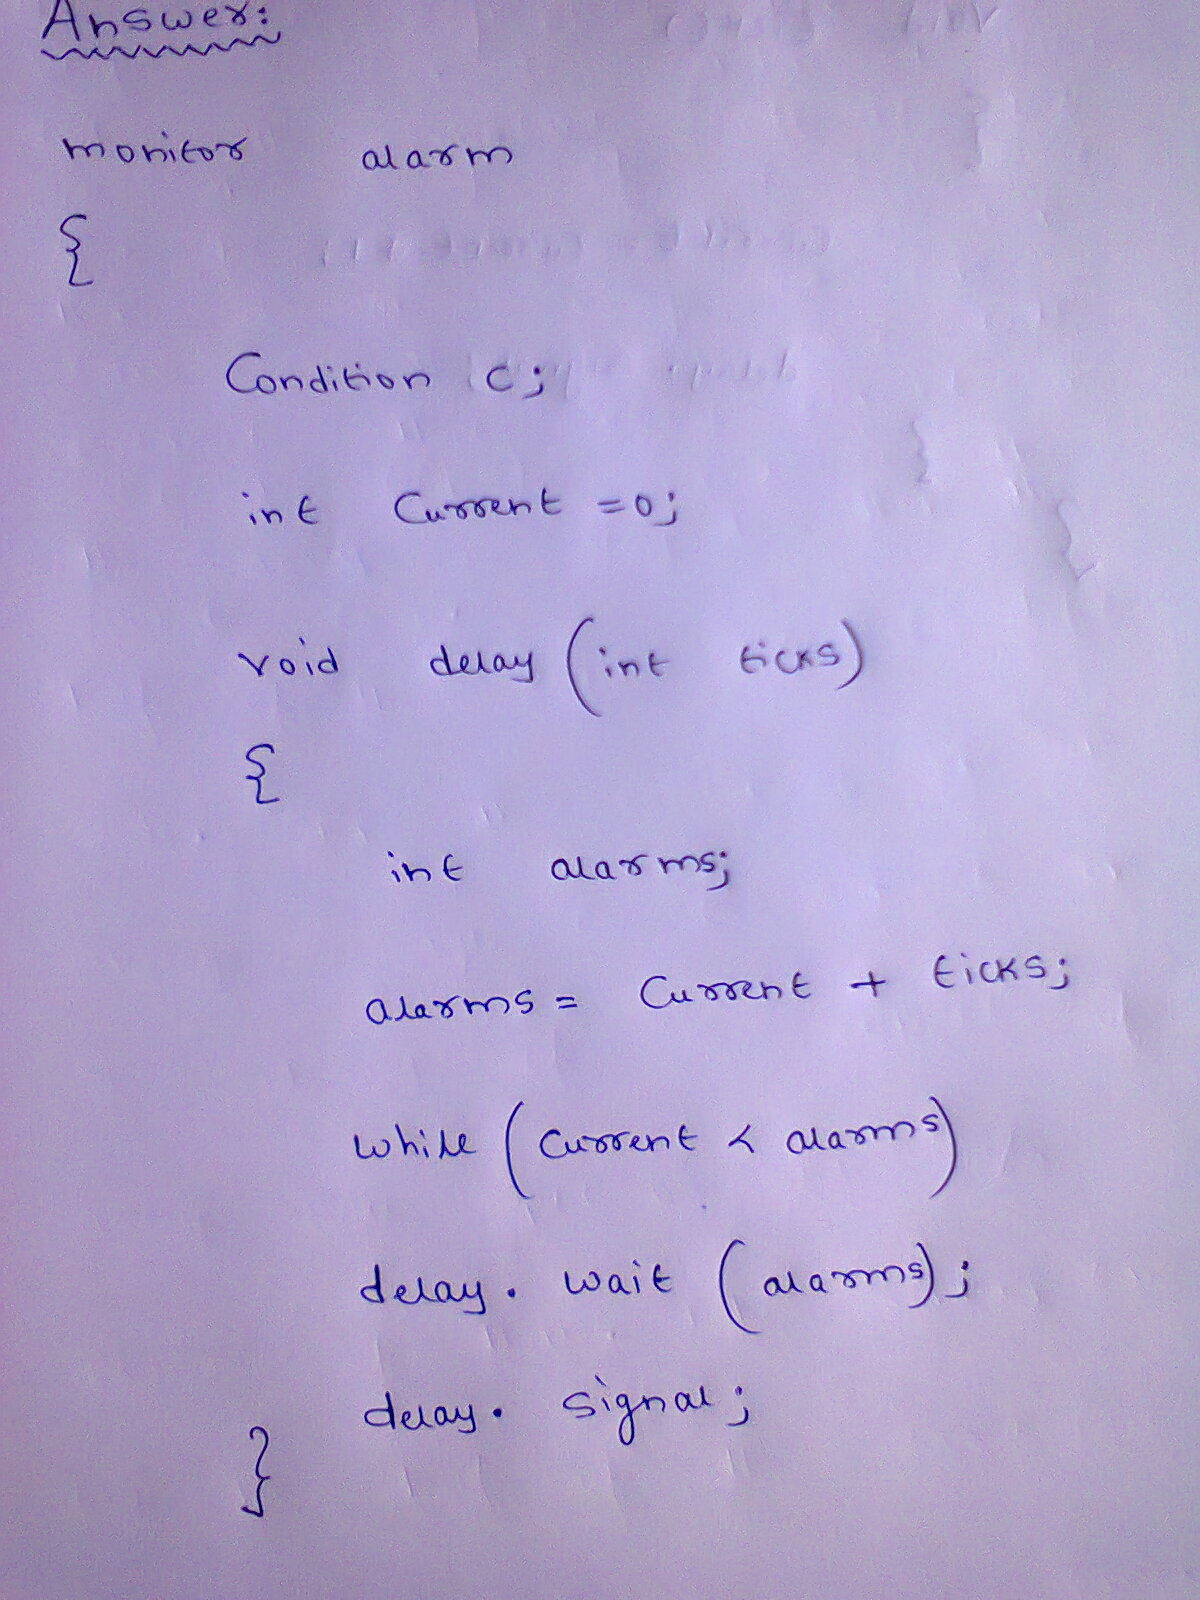 Answer:
monitor alarm
{
Condition c;
int Current =0;
void delay (int ticks)
{
int alarms;
alarms = Current + ticks;
while (Current < alarms)
delay. wait (alarms);
delay. signal;
}